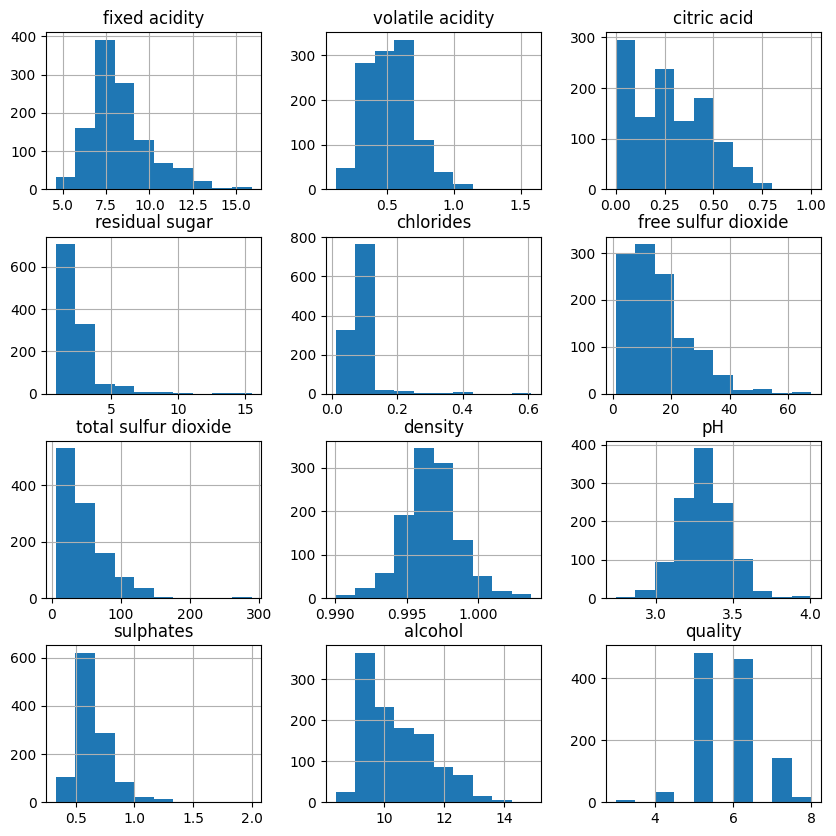 fixed acidity volatile acidity citric acid
400 300 200 100 0
5.0 7.5 10.0 12.5 15.0
300 200 100 0
0.5 1.0 1.5
300 200 100 0
0.00 0.25 0.50 0.75 1.00
residual sugar chlorides free sulfur dioxide
600 400 200 0
5 10 15
800 600 400 200 0
0.0 0.2 0.4 0.6
300 200 100 0
0 20 40 60
total sulfur dioxide density pH
400 200 0
0 100 200 300
300 200 100 0
0.990 0.995 1.000
400 300 200 100 0
3.0 3.5 4.0
sulphates alcohol quality
600 400 200 0
0.5 1.0 1.5 2.0
300 200 100 0
10 12 14
400 200 0
4 6 8